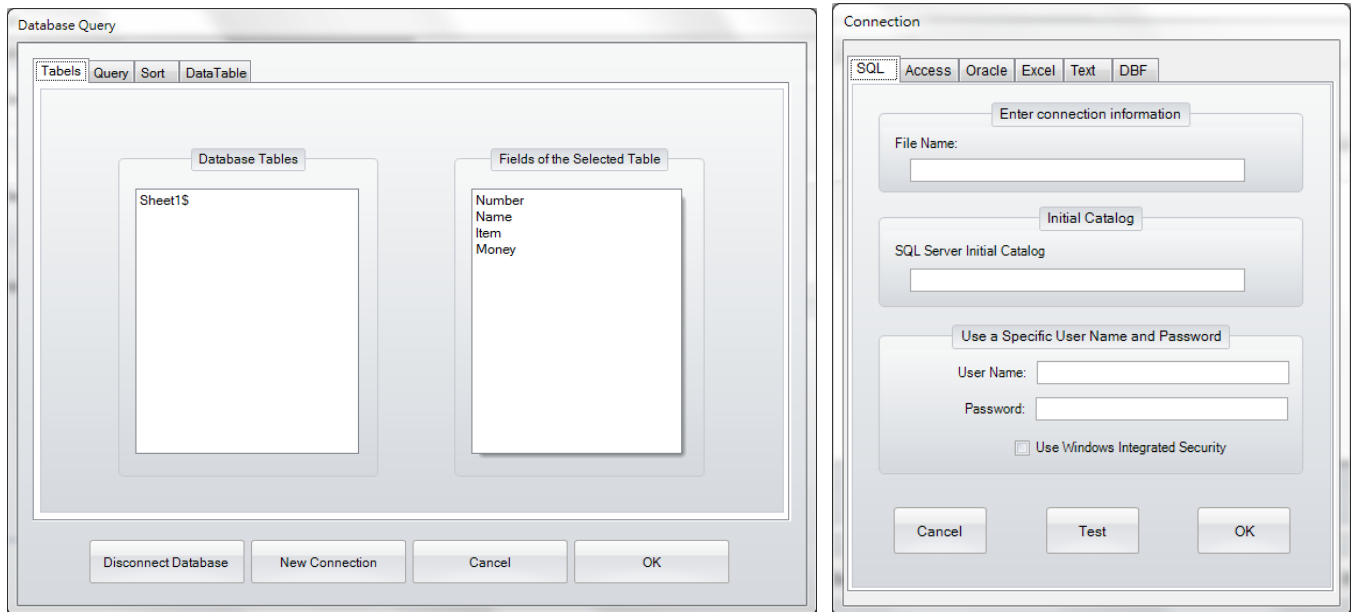 Database Query
Tabels Query Sort DataTable
Database Tables
Sheet1$
Fields of the Selected Table
Number
Name
Item
Money
Disconnect Database New Connection Cancel OK
Connection
SQL Access Oracle Excel Text DBF
Enter connection information
File Name:
Initial Catalog
SQL Server Initial Catalog
Use a Specific User Name and Password
User Name:
Password:
Use Windows Integrated Security
Cancel Test OK